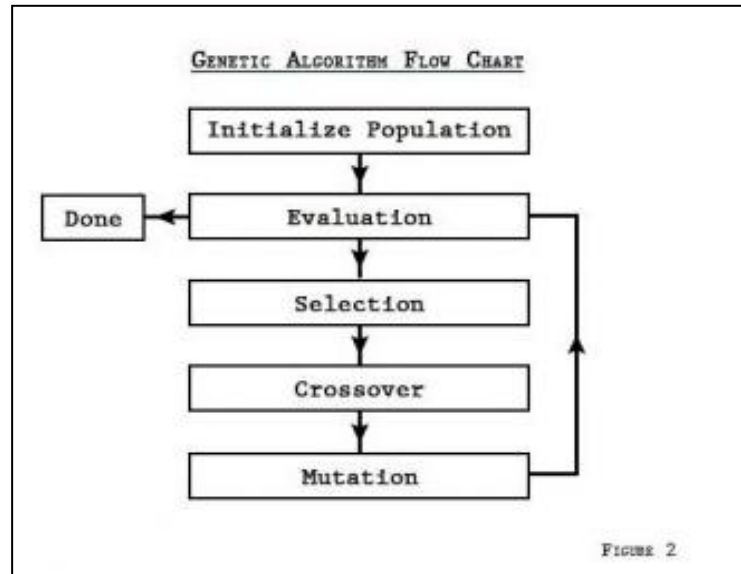 Genetic Algorithm Flow Chart
Initialize Population
Done
Evaluation
Selection
Crossover
Mutation
Figure 2